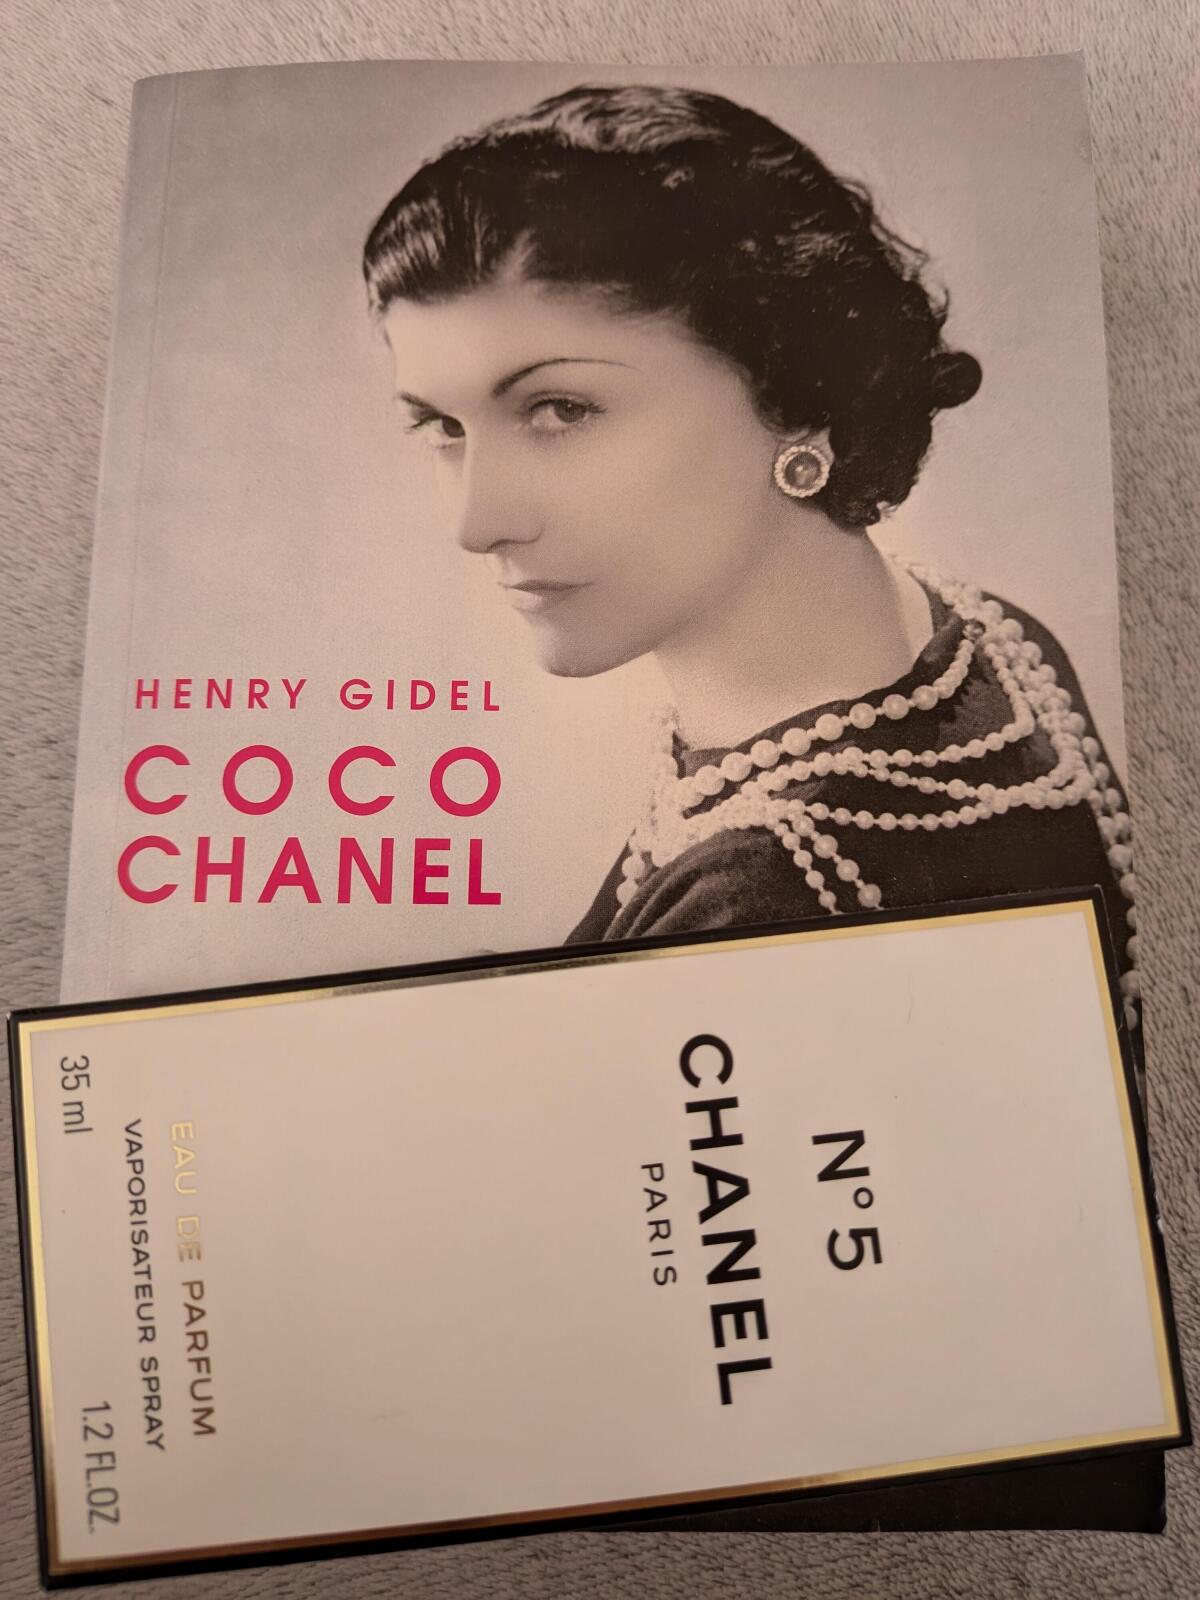 HENRY GIDEL
COCO
CHANEL
N°5
CHANEL
PARIS
EAU DE PARFUM
VAPORISATEUR SPRAY
35 ml
1.2 FL.OZ.